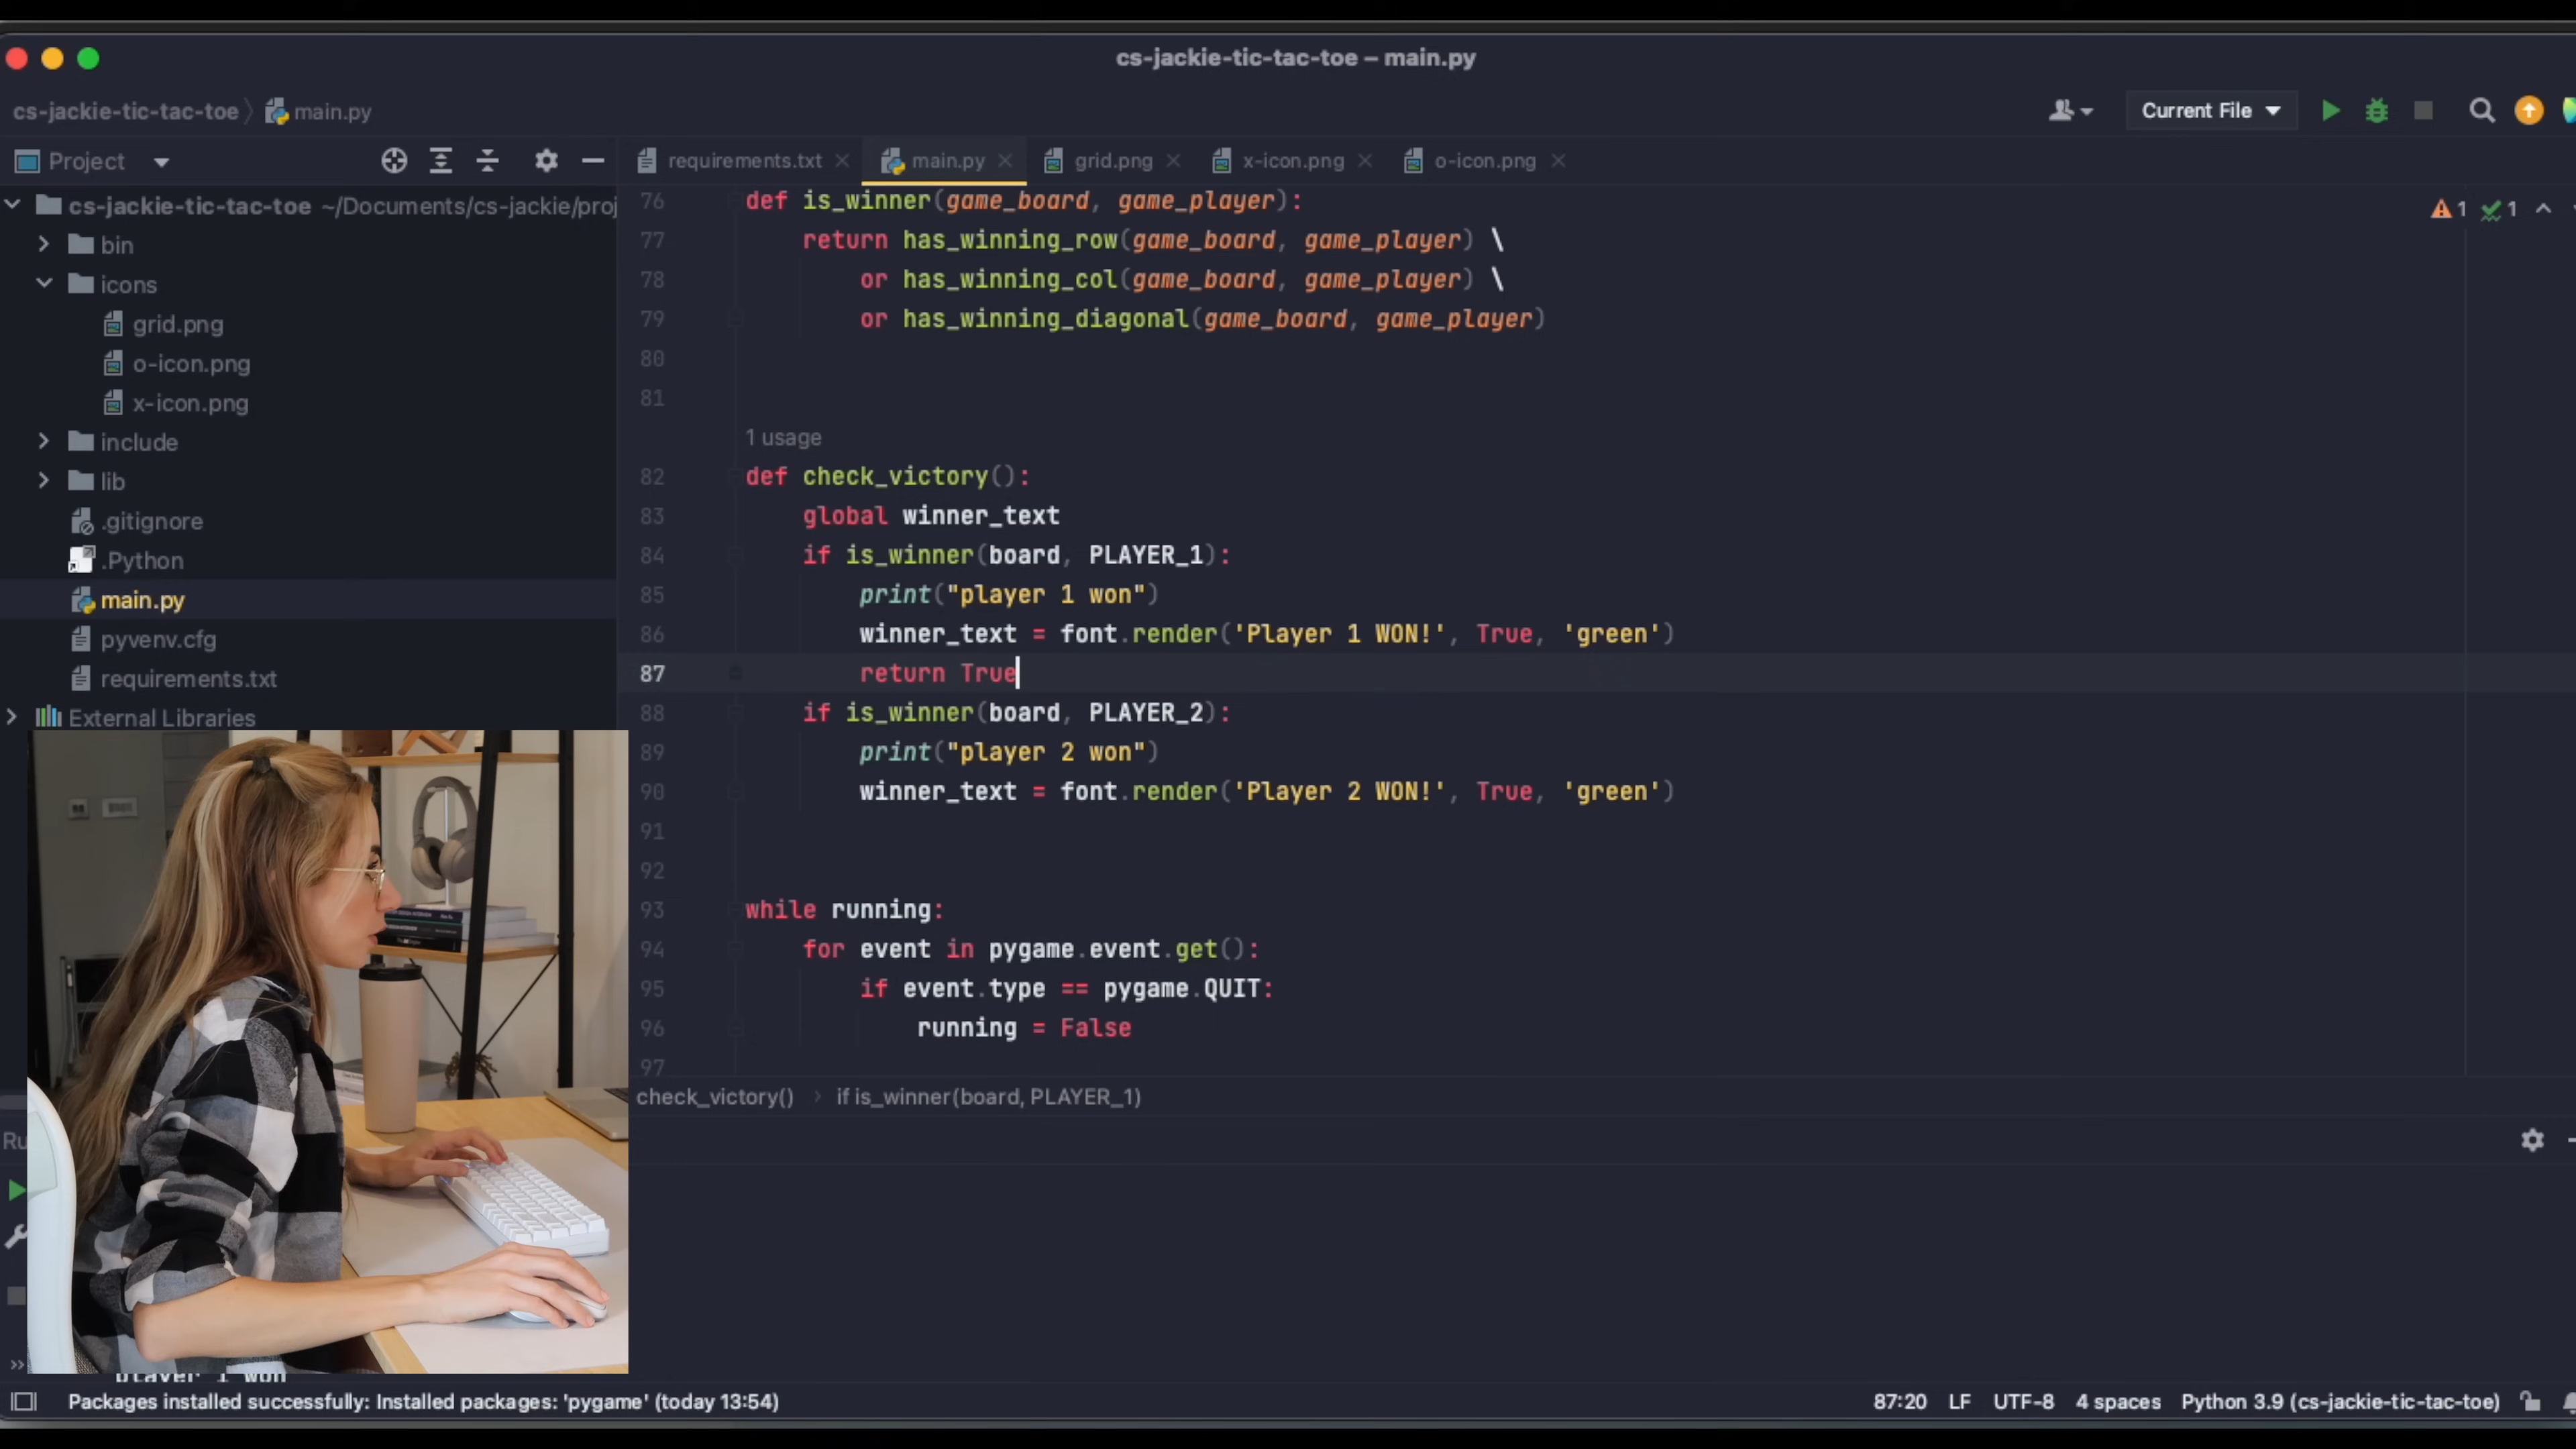 cs-jackie-tic-tac-toe – main.py
cs-jackie-tic-tac-toe main.py
Current File
Project
requirements.txt main.py grid.png x-icon.png o-icon.png
cs-jackie-tic-tac-toe ~/Documents/cs-jackie/proj
bin
icons
grid.png
o-icon.png
x-icon.png
include
lib
.gitignore
.Python
main.py
pyvenv.cfg
requirements.txt
External Libraries
1 1
76 def is_winner(game_board, game_player):
77 return has_winning_row(game_board, game_player) \
78 or has_winning_col(game_board, game_player) \
79 or has_winning_diagonal(game_board, game_player)
80
81
1 usage
82 def check_victory():
83 global winner_text
84 if is_winner(board, PLAYER_1):
85 print("player 1 won")
86 winner_text = font.render('Player 1 WON!', True, 'green')
87 return True
88 if is_winner(board, PLAYER_2):
89 print("player 2 won")
90 winner_text = font.render('Player 2 WON!', True, 'green')
91
92
93 while running:
94 for event in pygame.event.get():
95 if event.type == pygame.QUIT:
96 running = False
97
check_victory() › if is_winner(board, PLAYER_1)
Ru
player 1 won
Packages installed successfully: Installed packages: 'pygame' (today 13:54)
87:20 LF UTF-8 4 spaces Python 3.9 (cs-jackie-tic-tac-toe)